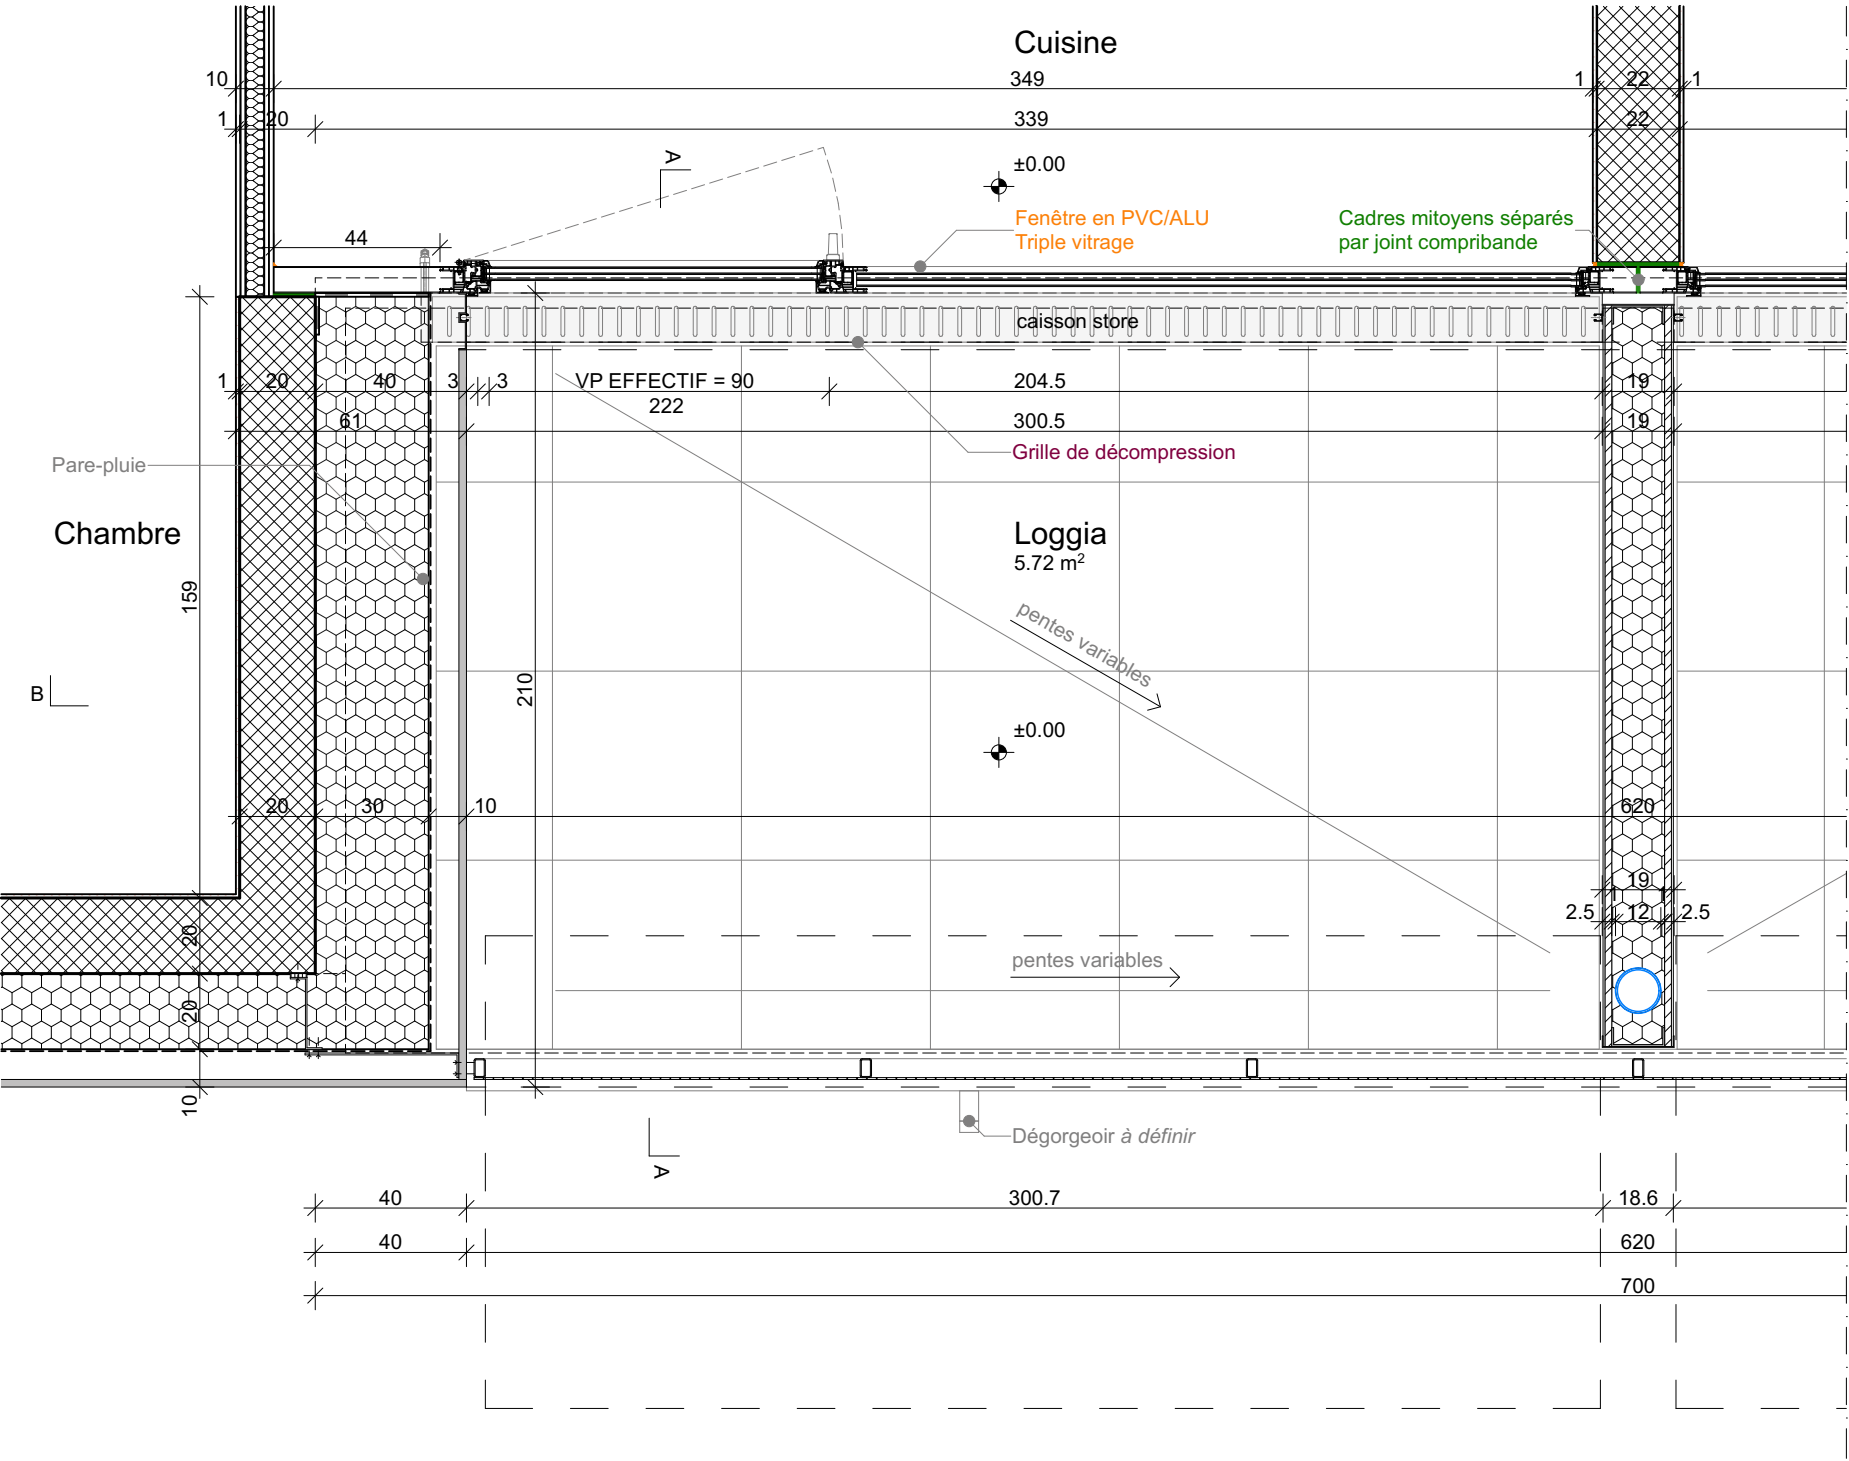 Cuisine
10
349
1
22
1
1
20
339
22
A
±0.00
Fenêtre en PVC/ALU
Triple vitrage
Cadres mitoyens séparés
par joint compribande
44
caisson store
1
20
40
3
3
VP EFFECTIF = 90
222
204.5
19
61
300.5
19
Pare-pluie
Grille de décompression
Chambre
Loggia
5.72 m²
159
pentes variables
B
210
±0.00
20
30
10
620
19
2.5
12
2.5
20
pentes variables
20
10
Dégorgeoir à définir
A
40
300.7
18.6
40
620
700